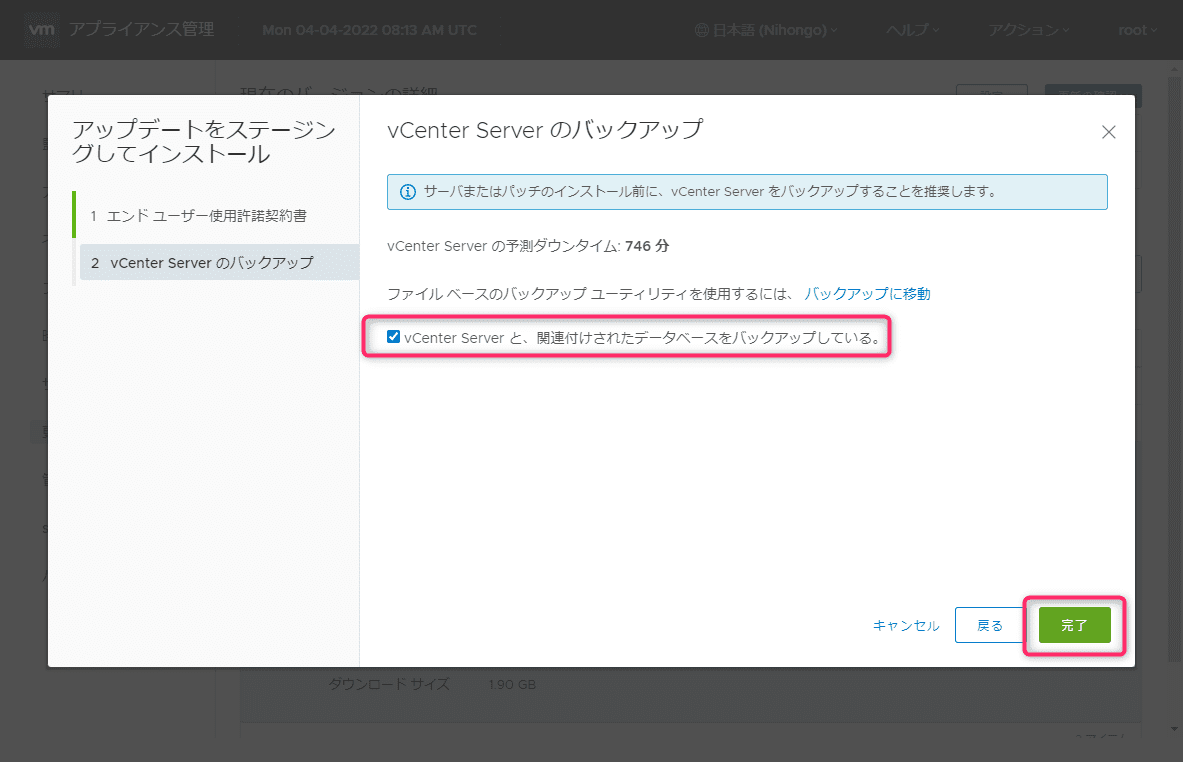 vm アプライアンス管理 Mon 04-04-2022 08:13 AM UTC 日本語 (Nihongo) ヘルプ アクション root
現在のバージョンの詳細
アップデートをステージン
グしてインストール
1 エンド ユーザー使用許諾契約書
2 vCenter Server のバックアップ
vCenter Server のバックアップ
サーバまたはパッチのインストール前に、vCenter Server をバックアップすることを推奨します。
vCenter Server の予測ダウンタイム: 746 分
ファイル ベースのバックアップ ユーティリティを使用するには、 バックアップに移動
vCenter Server と、関連付けされたデータベースをバックアップしている。
キャンセル 戻る 完了
ダウンロード サイズ 1.90 GB